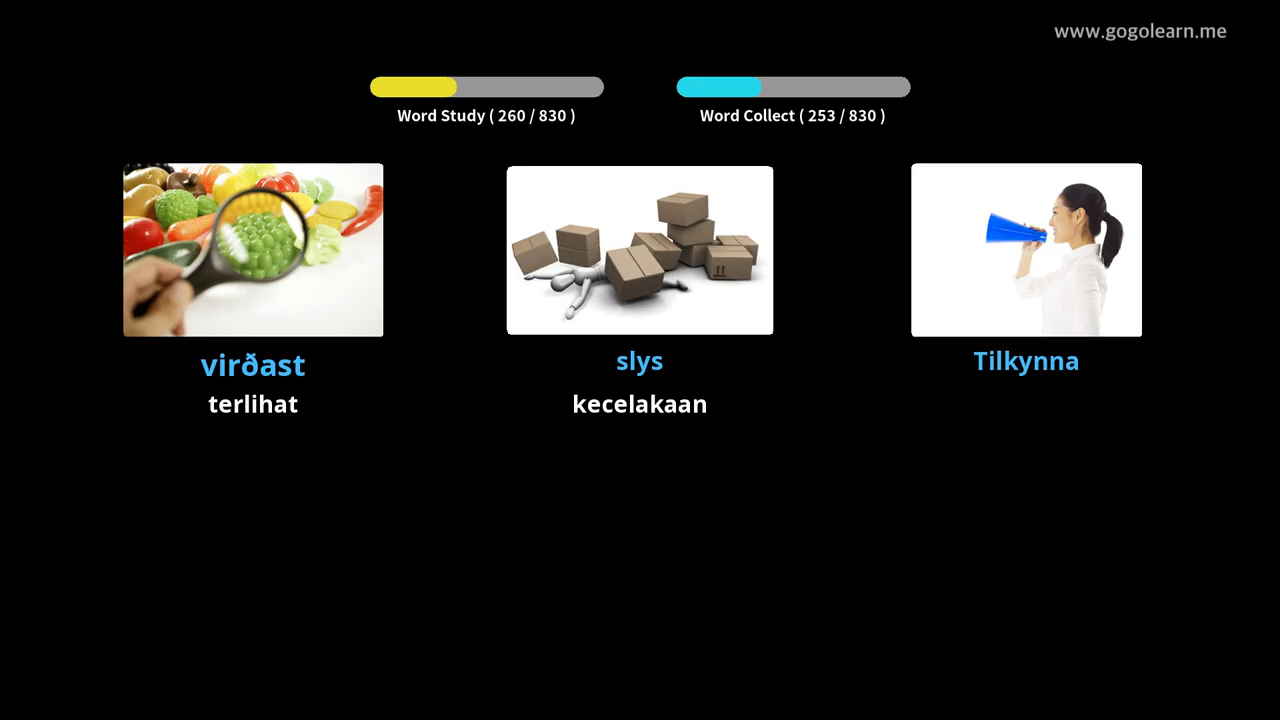 www.gogolearn.me
Word Study ( 260 / 830 )
Word Collect ( 253 / 830 )
virðast
terlihat
slys
kecelakaan
Tilkynna